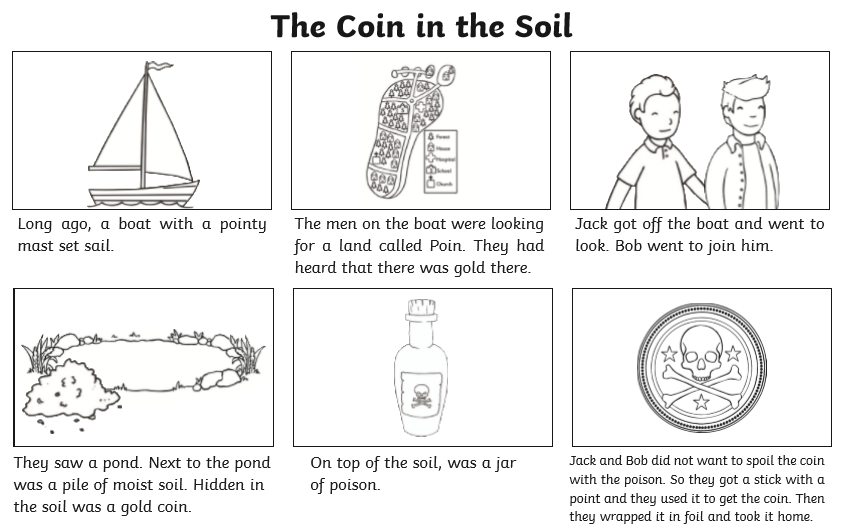 The Coin in the Soil
Forest
House
Hospital
School
Church
Long ago, a boat with a pointy
mast set sail.
The men on the boat were looking
for a land called Poin. They had
heard that there was gold there.
Jack got off the boat and went to
look. Bob went to join him.
They saw a pond. Next to the pond
was a pile of moist soil. Hidden in
the soil was a gold coin.
On top of the soil, was a jar
of poison.
Jack and Bob did not want to spoil the coin
with the poison. So they got a stick with a
point and they used it to get the coin. Then
they wrapped it in foil and took it home.